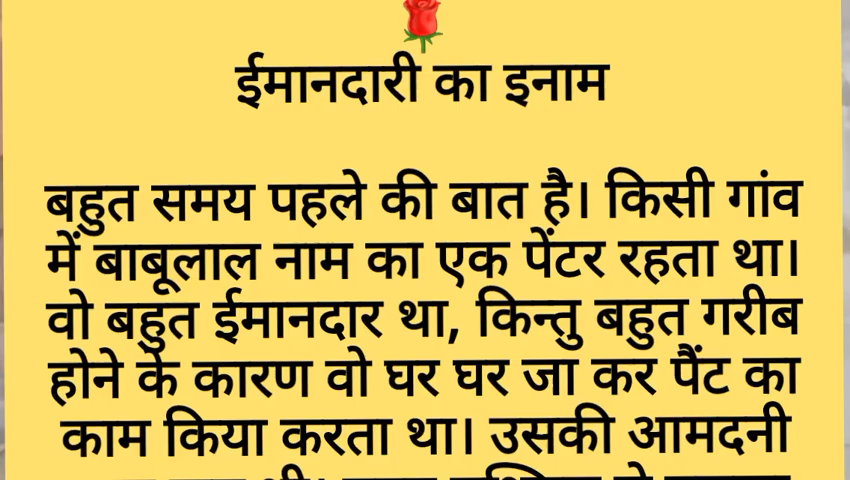 ईमानदारी का इनाम
बहुत समय पहले की बात है। किसी गांव
में बाबूलाल नाम का एक पेंटर रहता था।
वो बहुत ईमानदार था, किन्तु बहुत गरीब
होने के कारण वो घर घर जा कर पैंट का
काम किया करता था। उसकी आमदनी